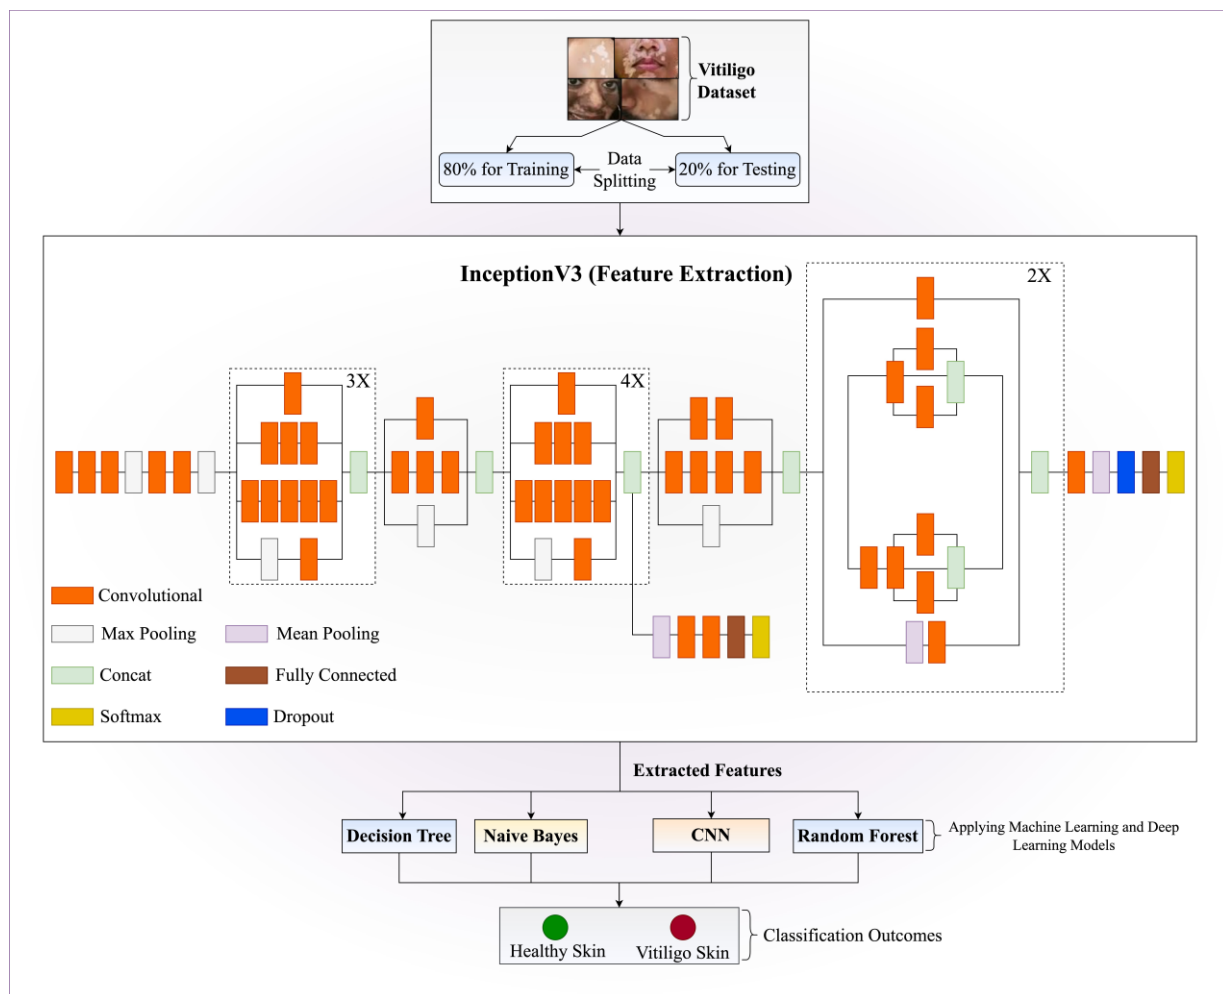 Vitiligo
Dataset
80% for Training
Data
Splitting
20% for Testing
InceptionV3 (Feature Extraction)
2X
3X
4X
Convolutional
Max Pooling
Mean Pooling
Concat
Fully Connected
Softmax
Dropout
Extracted Features
Decision Tree
Naive Bayes
CNN
Random Forest
Applying Machine Learning and Deep
Learning Models
Healthy Skin
Vitiligo Skin
Classification Outcomes